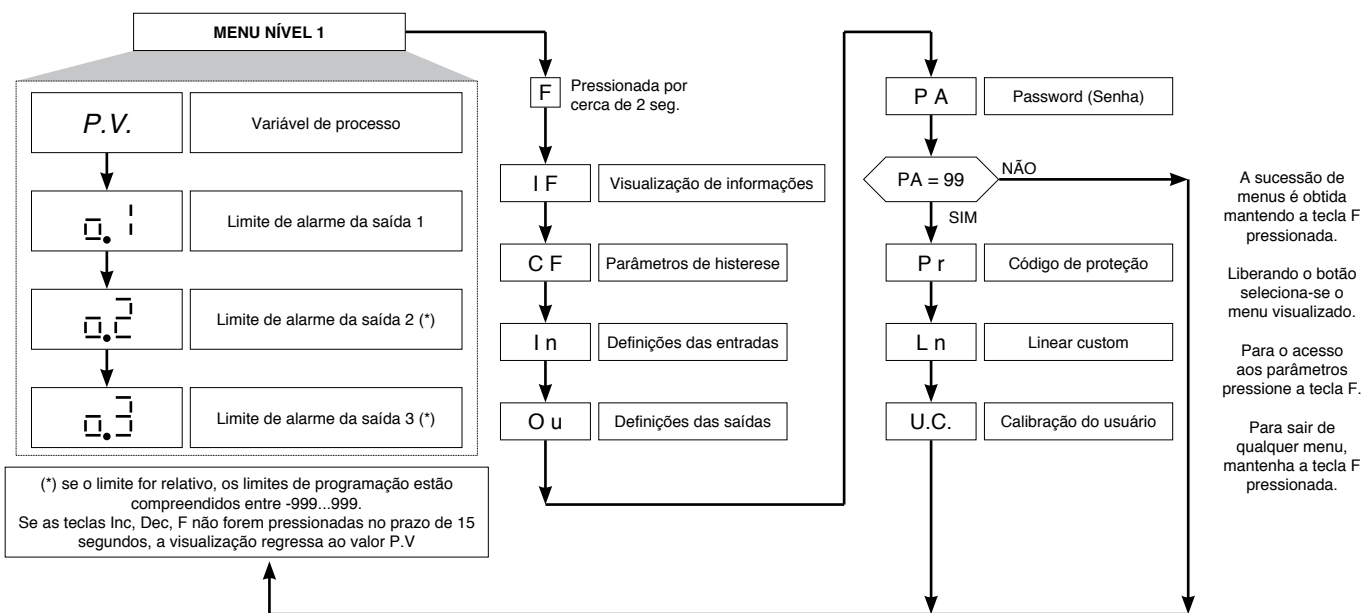 MENU NÍVEL 1
P.V.
Variável de processo
o.1
Limite de alarme da saída 1
o.2
Limite de alarme da saída 2 (*)
o.3
Limite de alarme da saída 3 (*)
(*) se o limite for relativo, os limites de programação estão
compreendidos entre -999...999.
Se as teclas Inc, Dec, F não forem pressionadas no prazo de 15
segundos, a visualização regressa ao valor P.V
F
Pressionada por
cerca de 2 seg.
I F
Visualização de informações
C F
Parâmetros de histerese
I n
Definições das entradas
O u
Definições das saídas
P A
Password (Senha)
PA = 99
NÃO
SIM
P r
Código de proteção
L n
Linear custom
U.C.
Calibração do usuário
A sucessão de
menus é obtida
mantendo a tecla F
pressionada.
Liberando o botão
seleciona-se o
menu visualizado.
Para o acesso
aos parâmetros
pressione a tecla F.
Para sair de
qualquer menu,
mantenha a tecla F
pressionada.